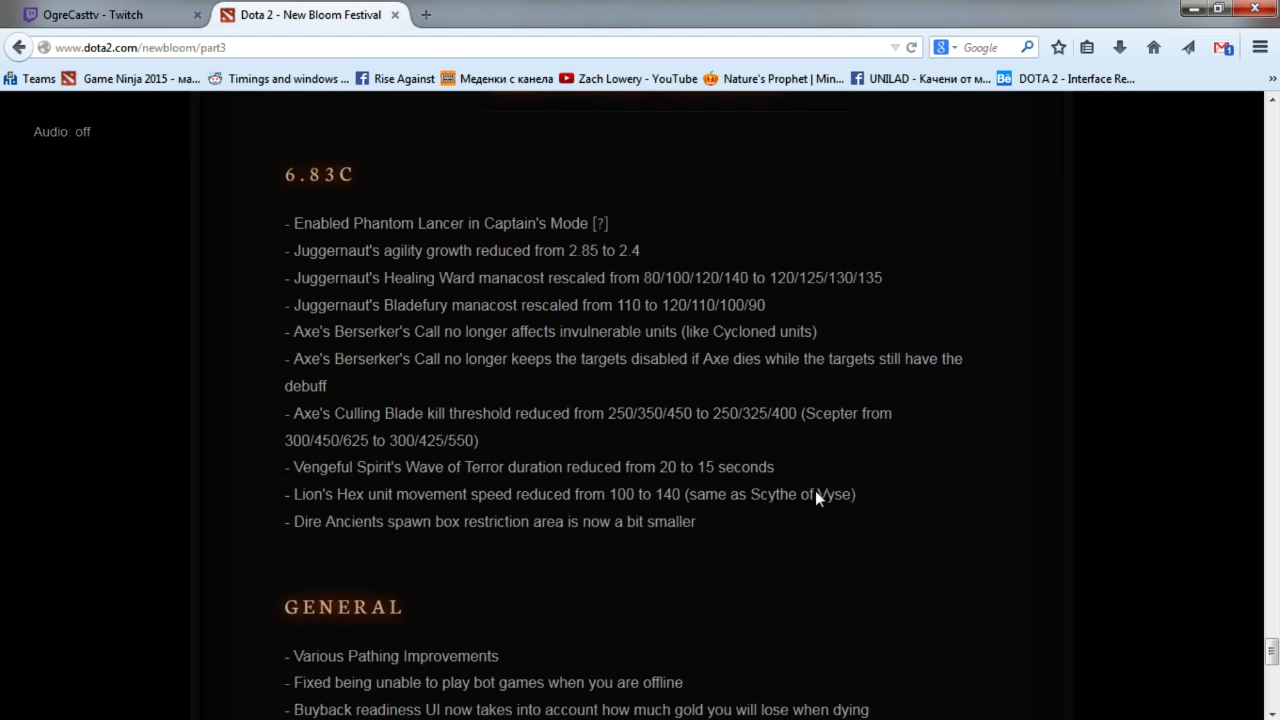 OgreCasttv - Twitch
Dota 2 - New Bloom Festival
www.dota2.com/newbloom/part3
Google
1
Teams
Game Ninja 2015 - ма...
Timings and windows ...
Rise Against
Меденки с канела
Zach Lowery - YouTube
Nature's Prophet | Min...
UNILAD - Качени от м...
Bē DOTA 2 - Interface Re...
Audio: off
6.83C
- Enabled Phantom Lancer in Captain's Mode [?]
- Juggernaut's agility growth reduced from 2.85 to 2.4
- Juggernaut's Healing Ward manacost rescaled from 80/100/120/140 to 120/125/130/135
- Juggernaut's Bladefury manacost rescaled from 110 to 120/110/100/90
- Axe's Berserker's Call no longer affects invulnerable units (like Cycloned units)
- Axe's Berserker's Call no longer keeps the targets disabled if Axe dies while the targets still have the
debuff
- Axe's Culling Blade kill threshold reduced from 250/350/450 to 250/325/400 (Scepter from
300/450/625 to 300/425/550)
- Vengeful Spirit's Wave of Terror duration reduced from 20 to 15 seconds
- Lion's Hex unit movement speed reduced from 100 to 140 (same as Scythe of Vyse)
- Dire Ancients spawn box restriction area is now a bit smaller
GENERAL
- Various Pathing Improvements
- Fixed being unable to play bot games when you are offline
- Buyback readiness UI now takes into account how much gold you will lose when dying